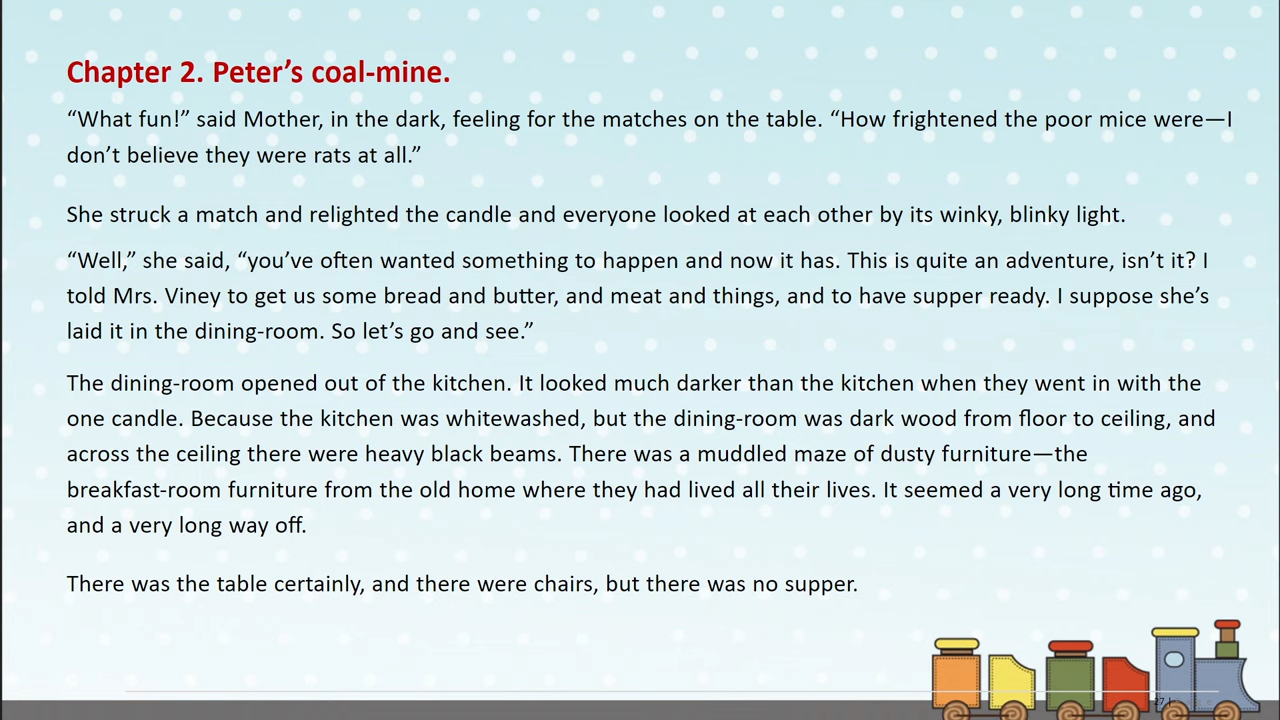 Chapter 2. Peter’s coal-mine.
“What fun!” said Mother, in the dark, feeling for the matches on the table. “How frightened the poor mice were—I
don’t believe they were rats at all.”
She struck a match and relighted the candle and everyone looked at each other by its winky, blinky light.
“Well,” she said, “you’ve often wanted something to happen and now it has. This is quite an adventure, isn’t it? I
told Mrs. Viney to get us some bread and butter, and meat and things, and to have supper ready. I suppose she’s
laid it in the dining-room. So let’s go and see.”
The dining-room opened out of the kitchen. It looked much darker than the kitchen when they went in with the
one candle. Because the kitchen was whitewashed, but the dining-room was dark wood from floor to ceiling, and
across the ceiling there were heavy black beams. There was a muddled maze of dusty furniture—the
breakfast-room furniture from the old home where they had lived all their lives. It seemed a very long time ago,
and a very long way off.
There was the table certainly, and there were chairs, but there was no supper.
27 |